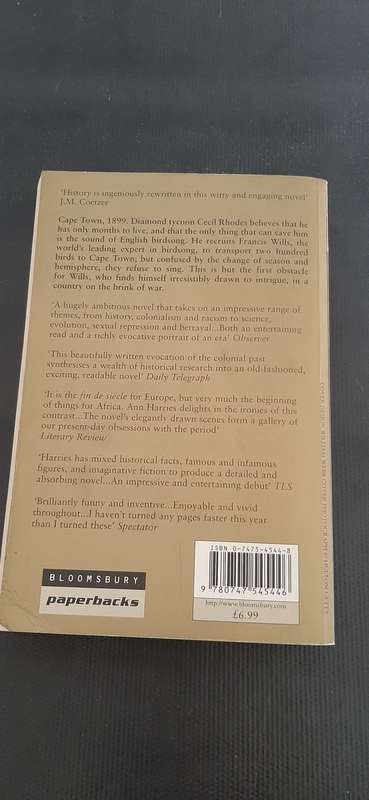 'History is ingeniously rewritten in this witty and engaging novel'
J.M. Coetzee
Cape Town, 1899. Diamond tycoon Cecil Rhodes believes that he
has only months to live, and that the only thing that can save him
is the sound of English birdsong. He recruits Francis Wills, the
world's leading expert in birdsong, to transport two hundred
birds to Cape Town; but confused by the change of season and
hemisphere, they refuse to sing. This is but the first obstacle
for Wills, who finds himself irresistibly drawn to intrigue, in a
country on the brink of war.
'A hugely ambitious novel that takes on an impressive range of
themes, from history, colonialism and racism to science,
evolution, sexual repression and betrayal...Both an entertaining
read and a richly evocative portrait of an era' Observer
'This beautifully written evocation of the colonial past
synthesises a wealth of historical research into an old-fashioned,
exciting, readable novel' Daily Telegraph
'It is the fin de siecle for Europe, but very much the beginning
of things for Africa. Ann Harries delights in the ironies of this
contrast...The novel's elegantly drawn scenes form a gallery of
our present-day obsessions with the period'
Literary Review
'Harries has mixed historical facts, famous and infamous
figures, and imaginative fiction to produce a detailed and
absorbing novel...An impressive and entertaining debut' TLS
'Brilliantly funny and inventive...Enjoyable and vivid
throughout...I haven't turned any pages faster this year
than I turned these' Spectator
ISBN 0-7475-4544-8
9 780747 545446
http://www.bloomsbury.com
£6.99
BLOOMSBURY
paperbacks